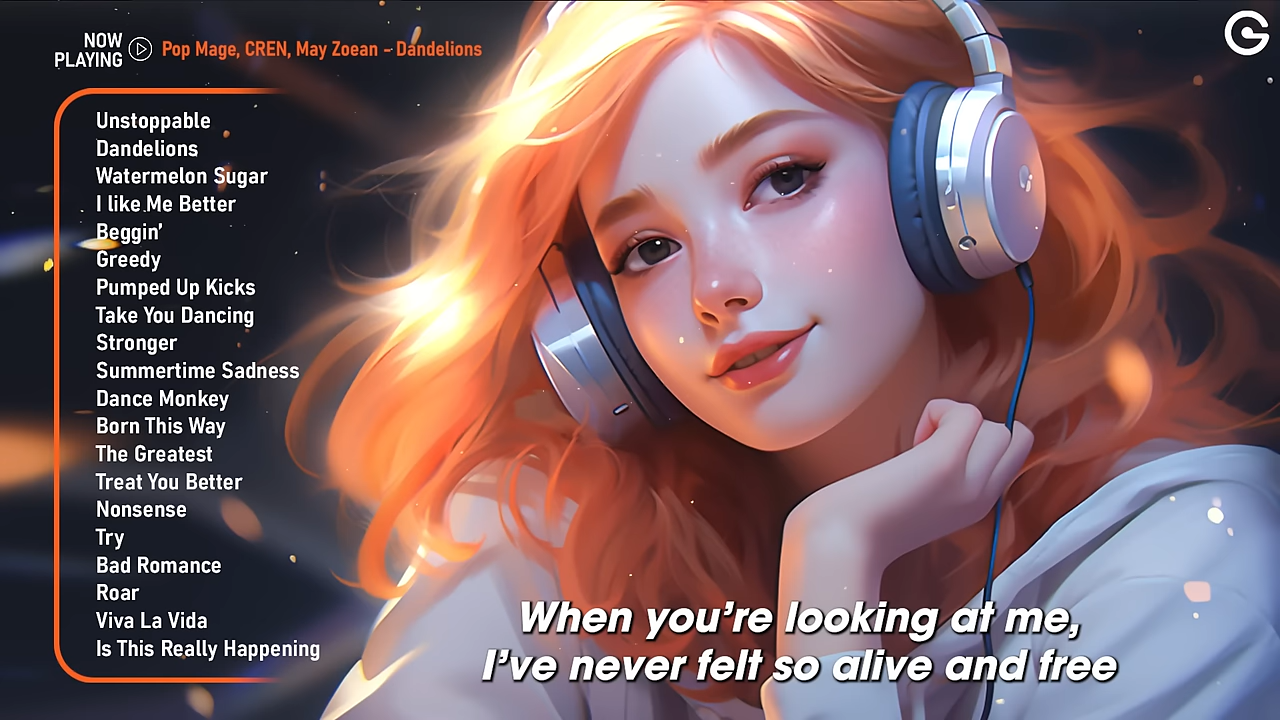 NOW
PLAYING
Pop Mage, CREN, May Zoean - Dandelions
Unstoppable
Dandelions
Watermelon Sugar
I like Me Better
Beggin’
Greedy
Pumped Up Kicks
Take You Dancing
Stronger
Summertime Sadness
Dance Monkey
Born This Way
The Greatest
Treat You Better
Nonsense
Try
Bad Romance
Roar
Viva La Vida
Is This Really Happening
When you’re looking at me,
I’ve never felt so alive and free